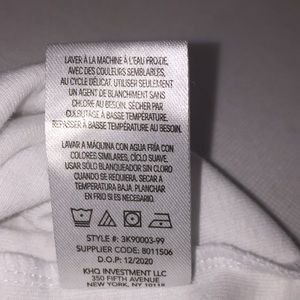 LAVER À LA MACHINE À L'EAU FROIDE,
AVEC DES COULEURS SEMBLABLES,
AU CYCLE DÉLICAT. UTILISER SEULEMENT
UN AGENT DE BLANCHIMENT SANS
CHLORE AU BESOIN. SÉCHER PAR
CULBUTAGE À BASSE TEMPÉRATURE.
REPASSER À BASSE TEMPÉRATURE AU BESOIN.
LAVAR A MÁQUINA CON AGUA FRÍA CON
COLORES SIMILARES, CICLO SUAVE,
USAR SÓLO BLANQUEADOR SIN CLORO
CUANDO SE REQUIERA. SECAR A
TEMPERATURA BAJA. PLANCHAR
EN FRÍO SI ES NECESARIO.
STYLE #: 3K90003-99
SUPPLIER CODE: 8011506
D.O.P: 12/2020
KHQ INVESTMENT LLC
350 FIFTH AVENUE
NEW YORK, NY 10118